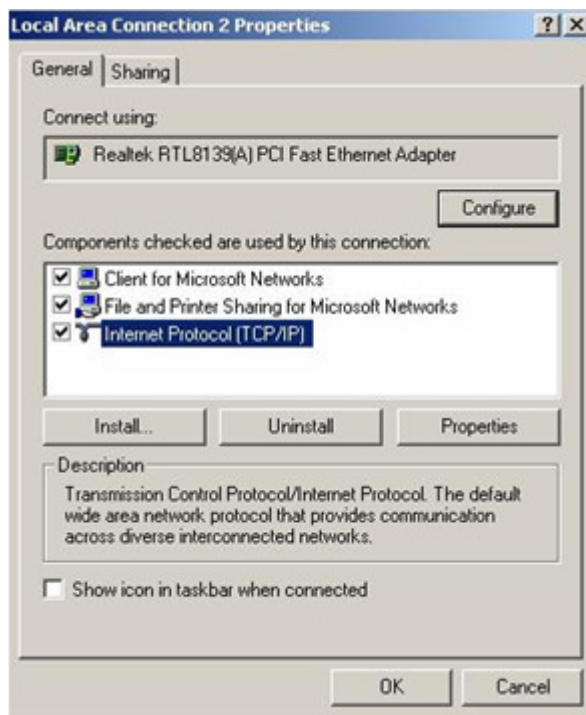 Local Area Connection 2 Properties
General Sharing
Connect using:
Realtek RTL8139(A) PCI Fast Ethernet Adapter
Configure
Components checked are used by this connection:
Client for Microsoft Networks
File and Printer Sharing for Microsoft Networks
Internet Protocol (TCP/IP)
Install... Uninstall Properties
Description
Transmission Control Protocol/Internet Protocol. The default
wide area network protocol that provides communication
across diverse interconnected networks.
Show icon in taskbar when connected
OK Cancel